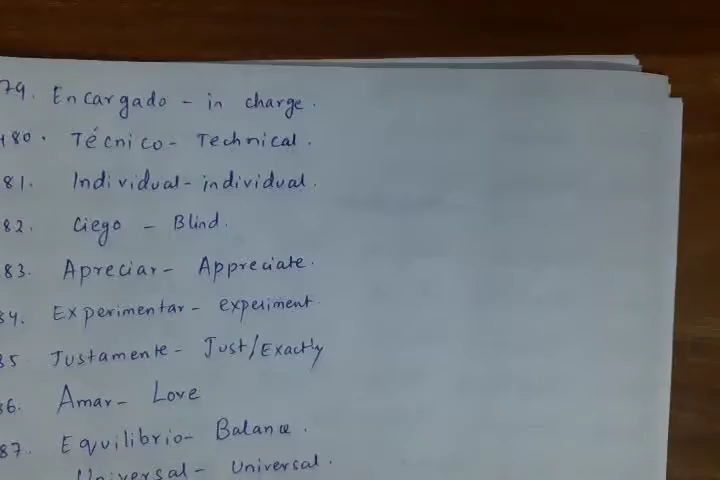 79. Encargado - in charge.
480. Técnico - Technical.
81. Individual - individual.
82. Ciego - Blind.
83. Apreciar - Appreciate.
84. Experimentar - experiment.
85 Justamente - Just/Exactly
86. Amar - Love
87. Equilibrio - Balance.
Universal - Universal.